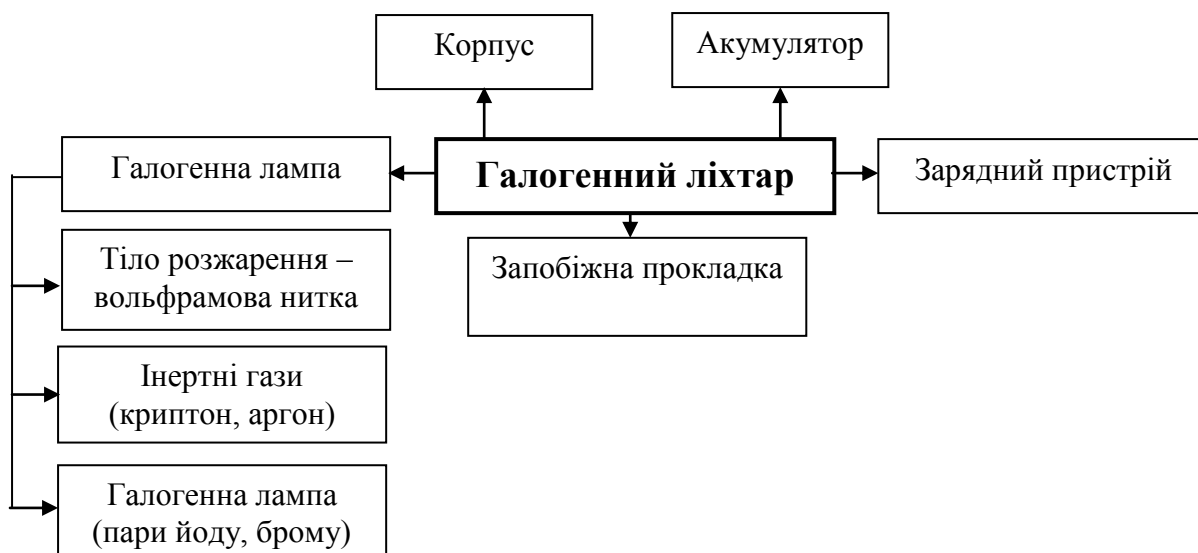 Корпус
Акумулятор
Галогенна лампа
Галогенний ліхтар
Зарядний пристрій
Тіло розжарення –
вольфрамова нитка
Запобіжна прокладка
Інертні гази
(криптон, аргон)
Галогенна лампа
(пари йоду, брому)